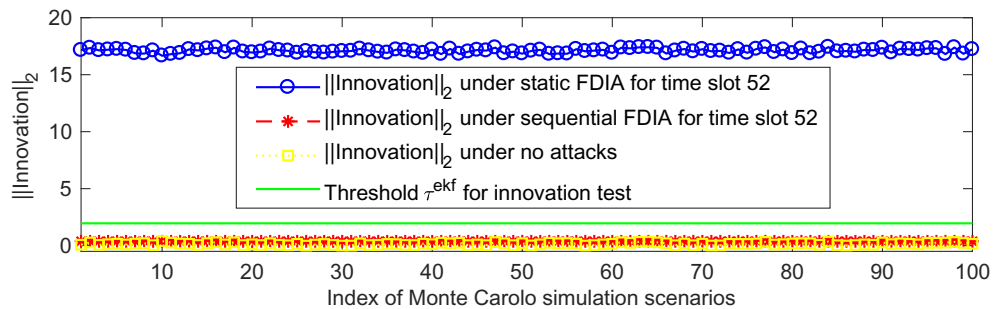 20
15
10
5
0
||Innovation||2
||Innovation||2 under static FDIA for time slot 52
||Innovation||2 under sequential FDIA for time slot 52
||Innovation||2 under no attacks
Threshold τ^ekf for innovation test
10 20 30 40 50 60 70 80 90 100
Index of Monte Carolo simulation scenarios